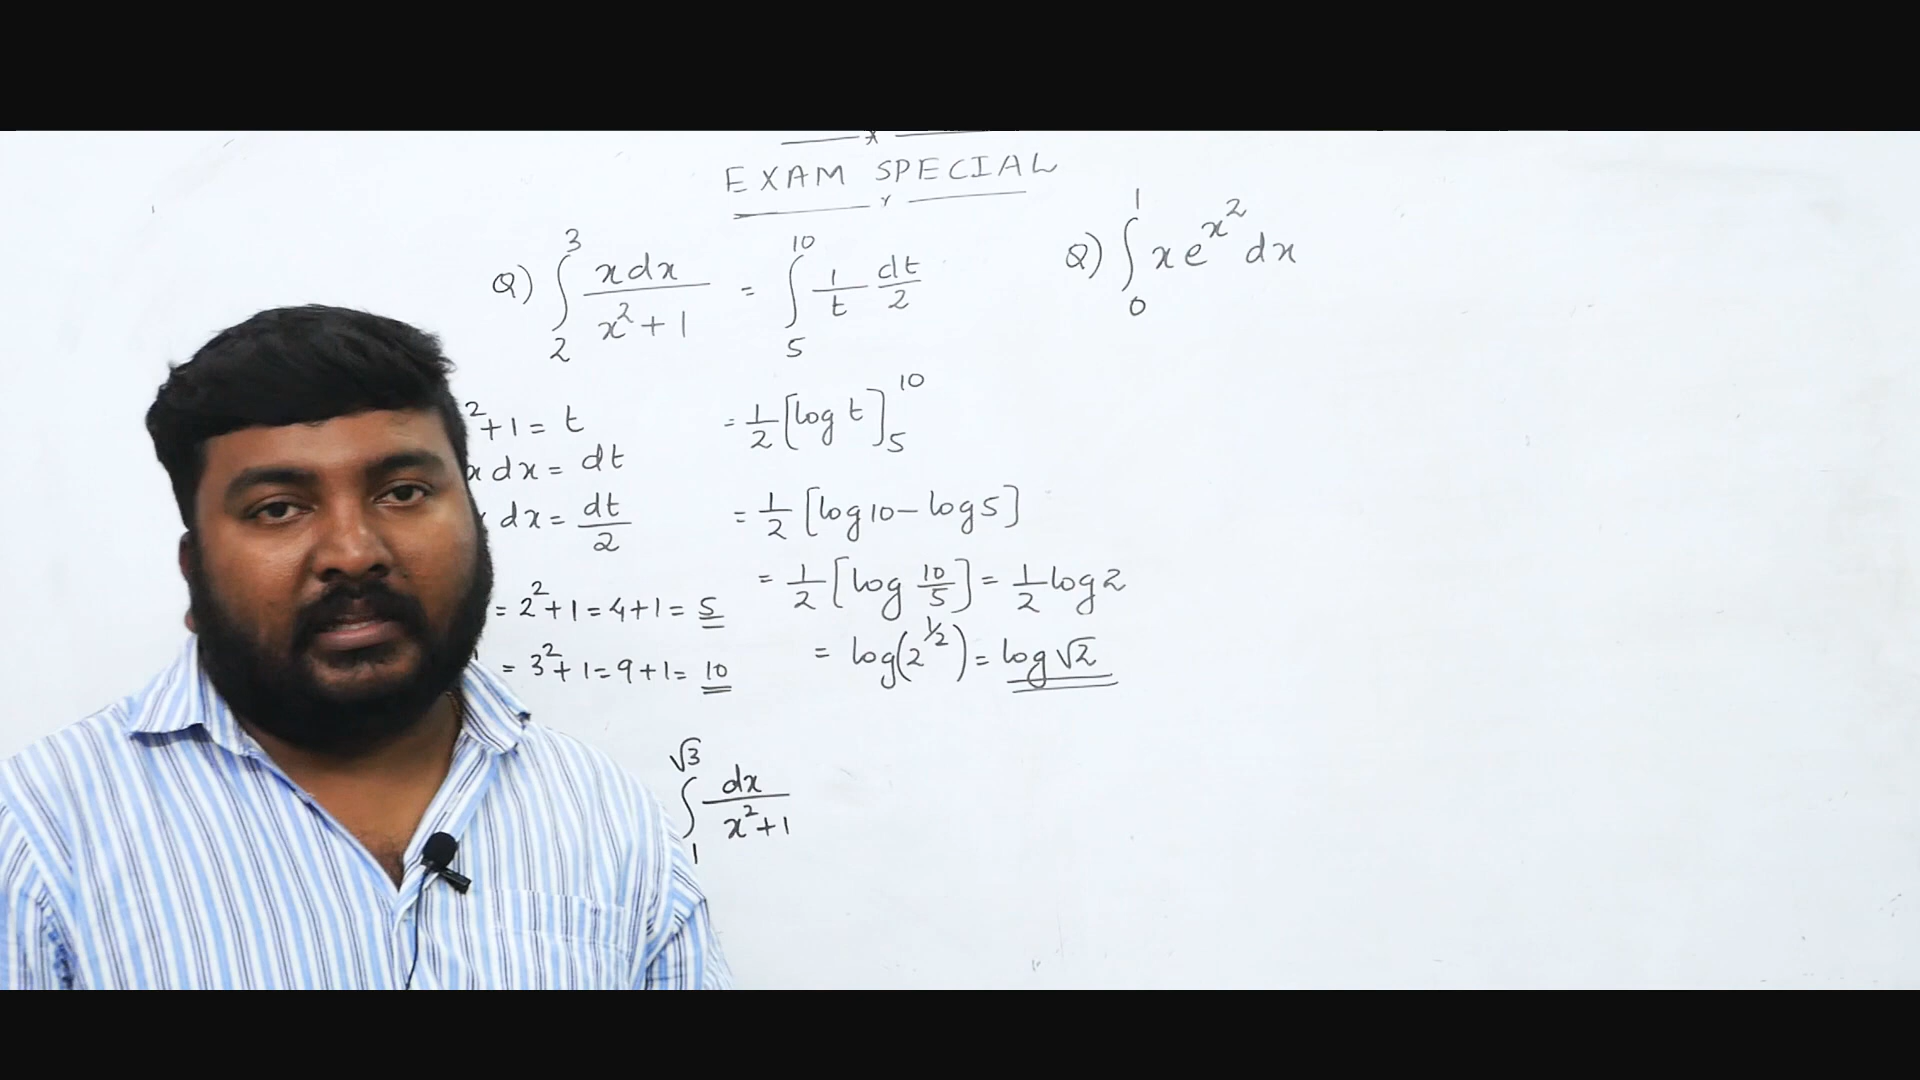 EXAM SPECIAL
Q) ∫₂³ x dx / (x² + 1) = ∫₅¹⁰ 1/t dt/2
²+1 = t
x dx = dt
dx = dt/2
= 2²+1 = 4+1 = 5
= 3²+1 = 9+1 = 10
= 1/2 [log t]₅¹⁰
= 1/2 [log 10 – log 5]
= 1/2 [log 10/5] = 1/2 log 2
= log(2^(1/2)) = log √2
∫₁^√3 dx / (x²+1)
Q) ∫₀¹ x e^(x²) dx